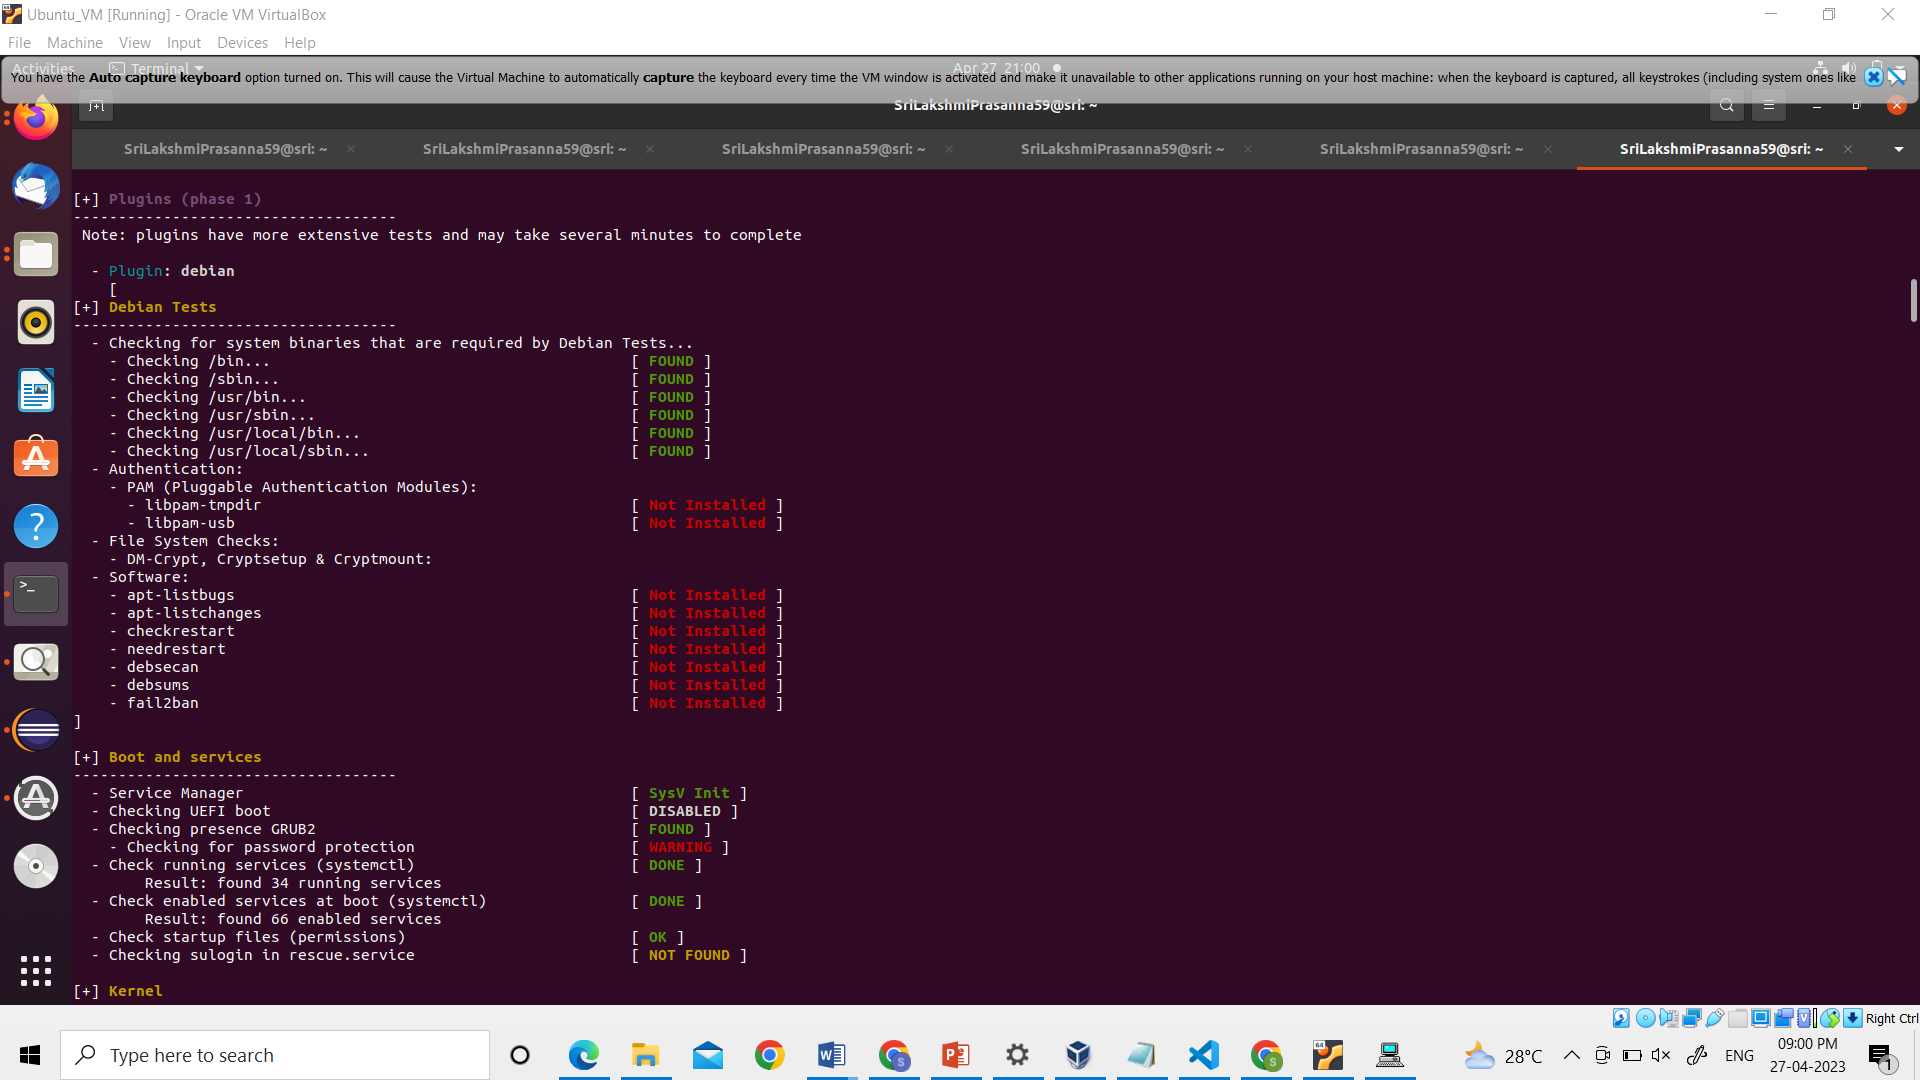 Ubuntu_VM [Running] - Oracle VM VirtualBox
File Machine View Input Devices Help
Activities Terminal Apr 27 21:00
You have the Auto capture keyboard option turned on. This will cause the Virtual Machine to automatically capture the keyboard every time the VM window is activated and make it unavailable to other applications running on your host machine: when the keyboard is captured, all keystrokes (including system ones like
SriLakshmiPrasanna59@sri: ~
SriLakshmiPrasanna59@sri: ~ SriLakshmiPrasanna59@sri: ~ SriLakshmiPrasanna59@sri: ~ SriLakshmiPrasanna59@sri: ~ SriLakshmiPrasanna59@sri: ~ SriLakshmiPrasanna59@sri: ~
[+] Plugins (phase 1)
------------------------------------
Note: plugins have more extensive tests and may take several minutes to complete
- Plugin: debian
[
[+] Debian Tests
------------------------------------
- Checking for system binaries that are required by Debian Tests...
- Checking /bin... [ FOUND ]
- Checking /sbin... [ FOUND ]
- Checking /usr/bin... [ FOUND ]
- Checking /usr/sbin... [ FOUND ]
- Checking /usr/local/bin... [ FOUND ]
- Checking /usr/local/sbin... [ FOUND ]
- Authentication:
- PAM (Pluggable Authentication Modules):
- libpam-tmpdir [ Not Installed ]
- libpam-usb [ Not Installed ]
- File System Checks:
- DM-Crypt, Cryptsetup & Cryptmount:
- Software:
- apt-listbugs [ Not Installed ]
- apt-listchanges [ Not Installed ]
- checkrestart [ Not Installed ]
- needrestart [ Not Installed ]
- debsecan [ Not Installed ]
- debsums [ Not Installed ]
- fail2ban [ Not Installed ]
]
[+] Boot and services
------------------------------------
- Service Manager [ SysV Init ]
- Checking UEFI boot [ DISABLED ]
- Checking presence GRUB2 [ FOUND ]
- Checking for password protection [ WARNING ]
- Check running services (systemctl) [ DONE ]
Result: found 34 running services
- Check enabled services at boot (systemctl) [ DONE ]
Result: found 66 enabled services
- Check startup files (permissions) [ OK ]
- Checking sulogin in rescue.service [ NOT FOUND ]
[+] Kernel
Right Ctrl
Type here to search
28°C
ENG
09:00 PM
27-04-2023
1